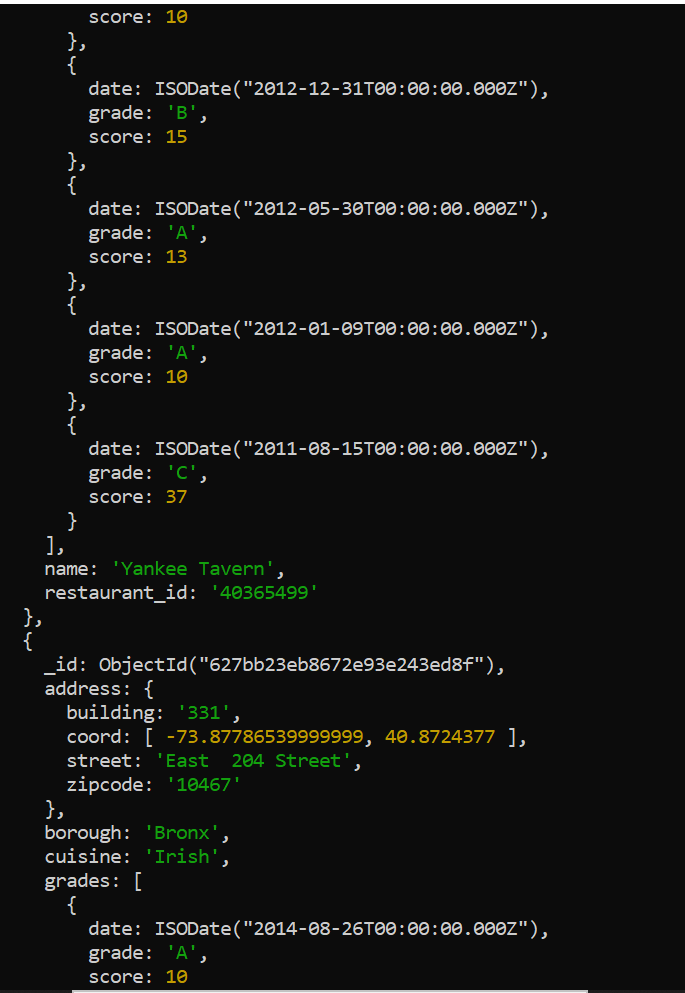 score: 10
},
{
date: ISODate("2012-12-31T00:00:00.000Z"),
grade: 'B',
score: 15
},
{
date: ISODate("2012-05-30T00:00:00.000Z"),
grade: 'A',
score: 13
},
{
date: ISODate("2012-01-09T00:00:00.000Z"),
grade: 'A',
score: 10
},
{
date: ISODate("2011-08-15T00:00:00.000Z"),
grade: 'C',
score: 37
}
],
name: 'Yankee Tavern',
restaurant_id: '40365499'
},
{
_id: ObjectId("627bb23eb8672e93e243ed8f"),
address: {
building: '331',
coord: [ -73.87786539999999, 40.8724377 ],
street: 'East  204 Street',
zipcode: '10467'
},
borough: 'Bronx',
cuisine: 'Irish',
grades: [
{
date: ISODate("2014-08-26T00:00:00.000Z"),
grade: 'A',
score: 10